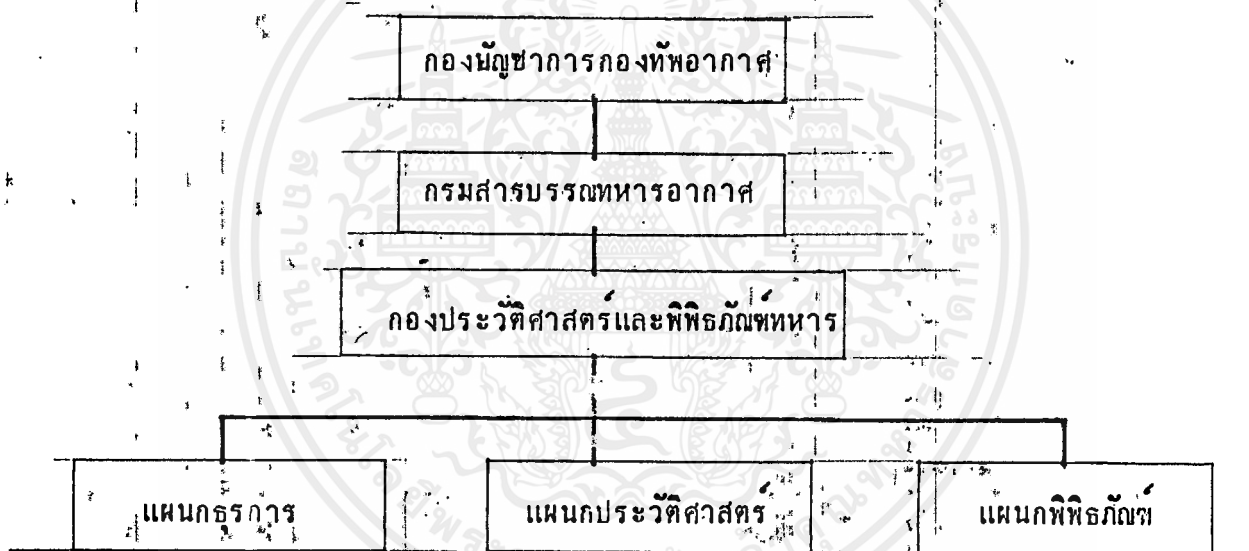 กองบัญชาการกองทัพอากาศ
กรมสารบรรณทหารอากาศ
กองประวัติศาสตร์และพิพิธภัณฑ์ทหาร
แผนกธุรการ
แผนกประวัติศาสตร์
แผนกพิพิธภัณฑ์